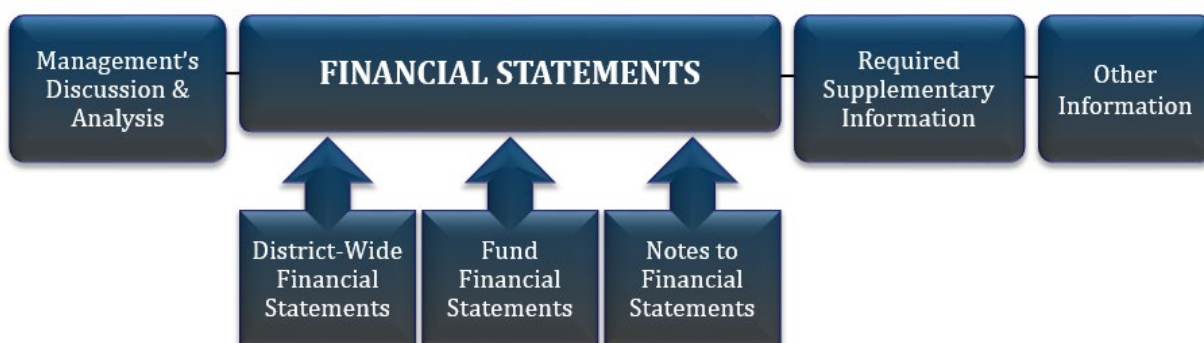 Management's
Discussion &
Analysis
FINANCIAL STATEMENTS
Required
Supplementary
Information
Other
Information
District-Wide
Financial
Statements
Fund
Financial
Statements
Notes to
Financial
Statements